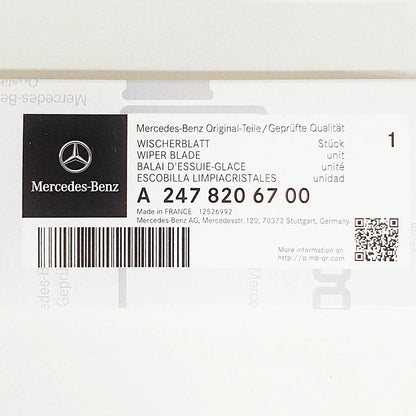 Mercedes-Benz
Mercedes-Benz Original-Teile/Geprüfte Qualität
WISCHERBLATT Stück 1
WIPER BLADE unit
BALAI D'ESSUIE-GLACE unité
ESCOBILLA LIMPIACRISTALES unidad
A 247 820 67 00
Made in FRANCE 12526992
Mercedes-Benz AG, Mercedesstr.120, 70372 Stuttgart, Germany
More information on
http://p.mb-qr.com
Mercedes-Benz